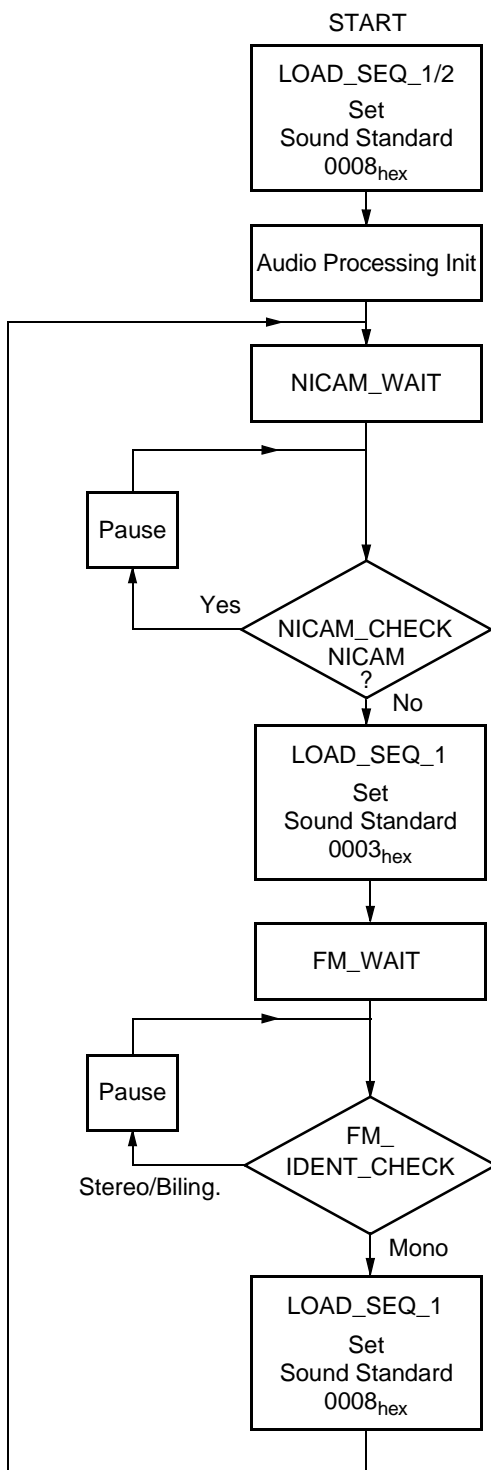 START
LOAD_SEQ_1/2
Set
Sound Standard
0008hex
Audio Processing Init
NICAM_WAIT
Pause
Yes
NICAM_CHECK
NICAM
?
No
LOAD_SEQ_1
Set
Sound Standard
0003hex
FM_WAIT
Pause
FM_
IDENT_CHECK
Stereo/Biling.
Mono
LOAD_SEQ_1
Set
Sound Standard
0008hex